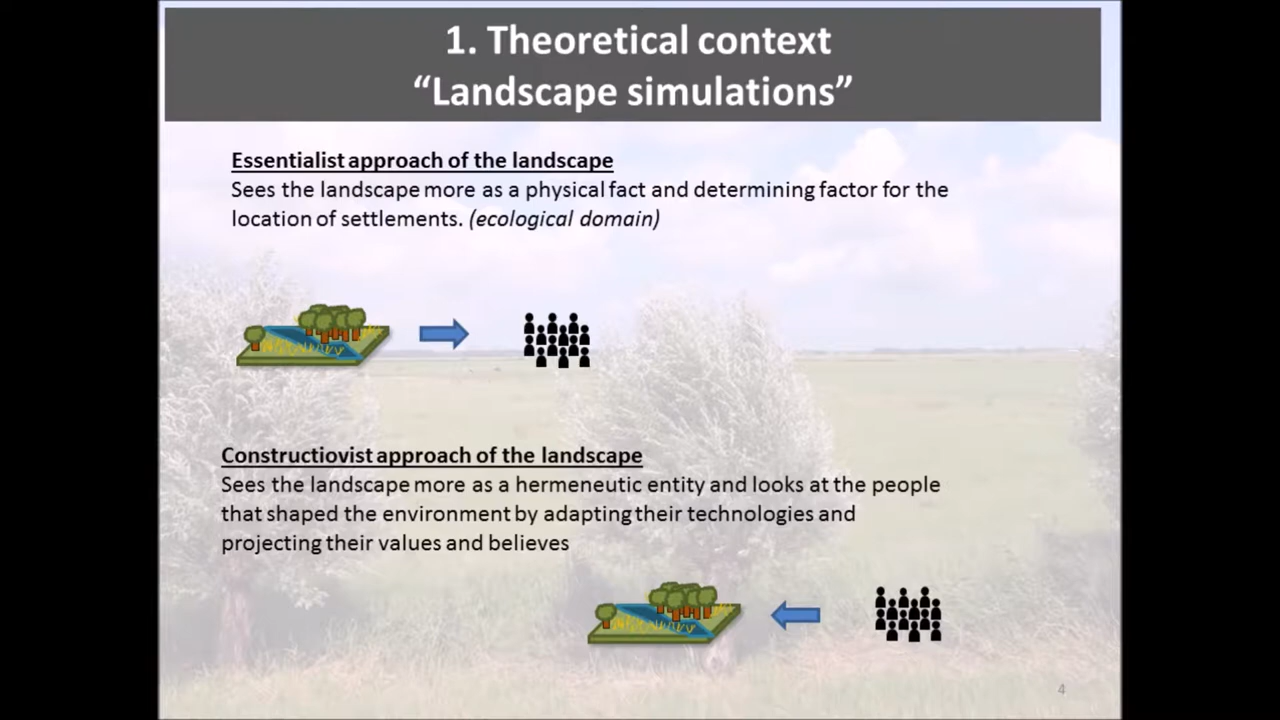 1. Theoretical context
“Landscape simulations”
Essentialist approach of the landscape
Sees the landscape more as a physical fact and determining factor for the
location of settlements. (ecological domain)
Constructiovist approach of the landscape
Sees the landscape more as a hermeneutic entity and looks at the people
that shaped the environment by adapting their technologies and
projecting their values and believes
4